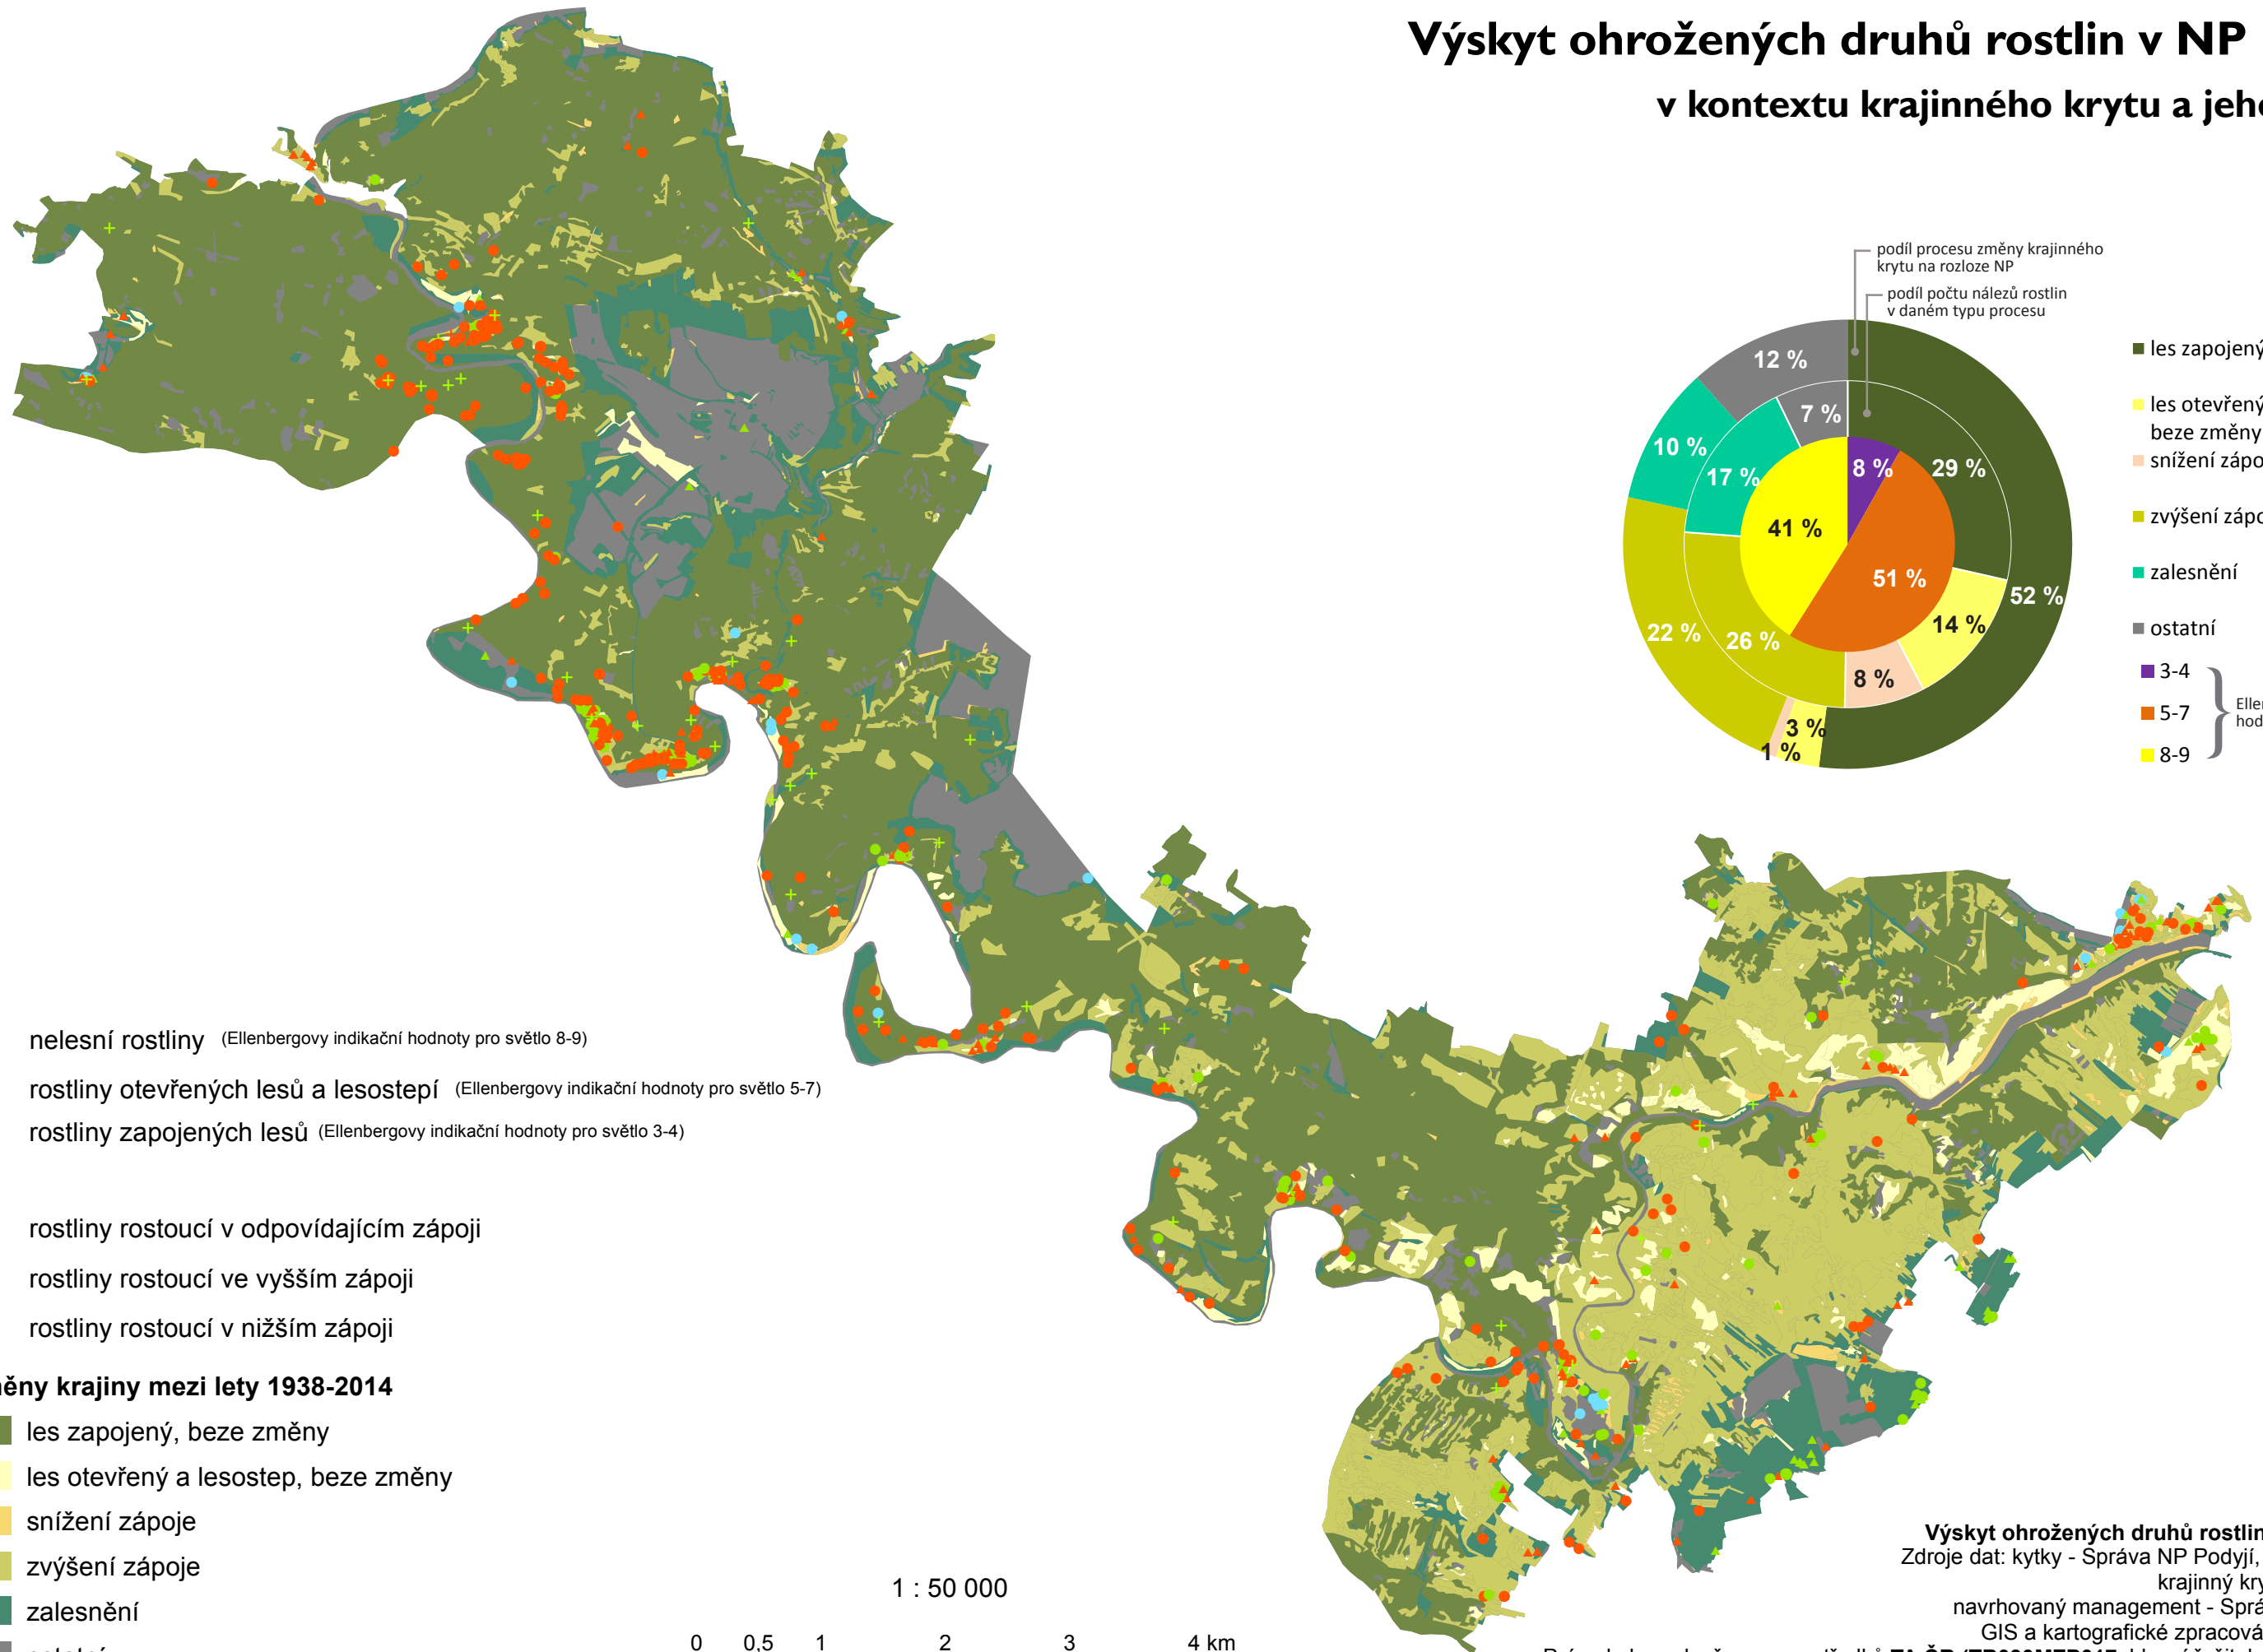 Výskyt ohrožených druhů rostlin v NP
v kontextu krajinného krytu a jeho
podíl procesu změny krajinného
krytu na rozloze NP
podíl počtu nálezů rostlin
v daném typu procesu
12 %
7 %
10 %
17 %
8 %
29 %
41 %
51 %
52 %
14 %
22 %
26 %
8 %
3 %
1 %
les zapojený
les otevřený
beze změny
snížení zápo
zvýšení zápo
zalesnění
ostatní
3-4
5-7
8-9
Elle
hod
nelesní rostliny (Ellenbergovy indikační hodnoty pro světlo 8-9)
rostliny otevřených lesů a lesostepí (Ellenbergovy indikační hodnoty pro světlo 5-7)
rostliny zapojených lesů (Ellenbergovy indikační hodnoty pro světlo 3-4)
rostliny rostoucí v odpovídajícím zápoji
rostliny rostoucí ve vyšším zápoji
rostliny rostoucí v nižším zápoji
ěny krajiny mezi lety 1938-2014
les zapojený, beze změny
les otevřený a lesostep, beze změny
snížení zápoje
zvýšení zápoje
zalesnění
1 : 50 000
0 0,5 1 2 3 4 km
Výskyt ohrožených druhů rostlin
Zdroje dat: kytky - Správa NP Podyjí,
krajinný kry
navrhovaný management - Sprá
GIS a kartografické zpracová